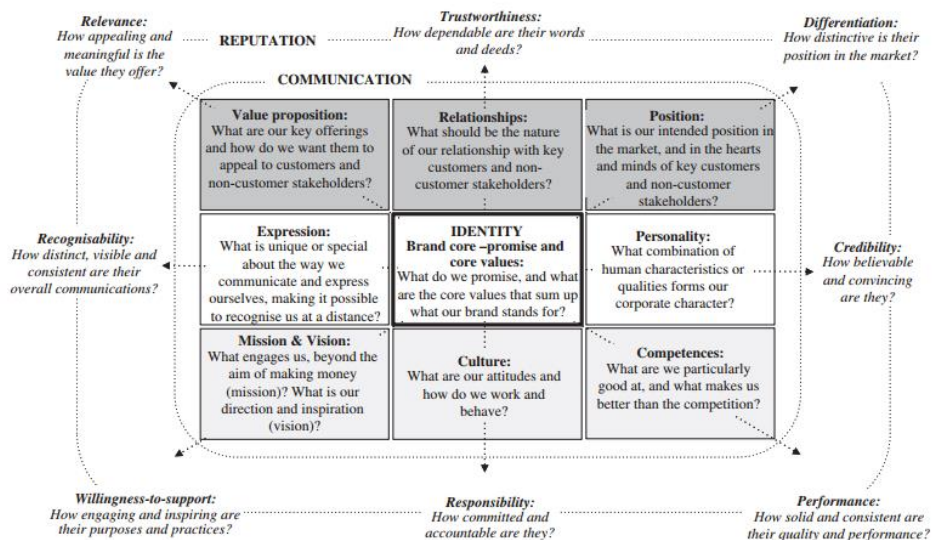 Relevance:
How appealing and
meaningful is the
value they offer?
REPUTATION
Trustworthiness:
How dependable are their words
and deeds?
Differentiation:
How distinctive is their
position in the market?
COMMUNICATION
Value proposition:
What are our key offerings
and how do we want them to
appeal to customers and
non-customer stakeholders?
Relationships:
What should be the nature
of our relationship with key
customers and non-
customer stakeholders?
Position:
What is our intended position in
the market, and in the hearts
and minds of key customers
and non-customer
stakeholders?
Recognisability:
How distinct, visible and
consistent are their
overall communications?
Expression:
What is unique or special
about the way we
communicate and express
ourselves, making it possible
to recognise us at a distance?
IDENTITY
Brand core –promise and
core values:
What do we promise, and what
are the core values that sum up
what our brand stands for?
Personality:
What combination of
human characteristics or
qualities forms our
corporate character?
Credibility:
How believable
and convincing
are they?
Mission & Vision:
What engages us, beyond the
aim of making money
(mission)? What is our
direction and inspiration
(vision)?
Culture:
What are our attitudes and
how do we work and
behave?
Competences:
What are we particularly
good at, and what makes us
better than the competition?
Willingness-to-support:
How engaging and inspiring are
their purposes and practices?
Responsibility:
How committed and
accountable are they?
Performance:
How solid and consistent are
their quality and performance?